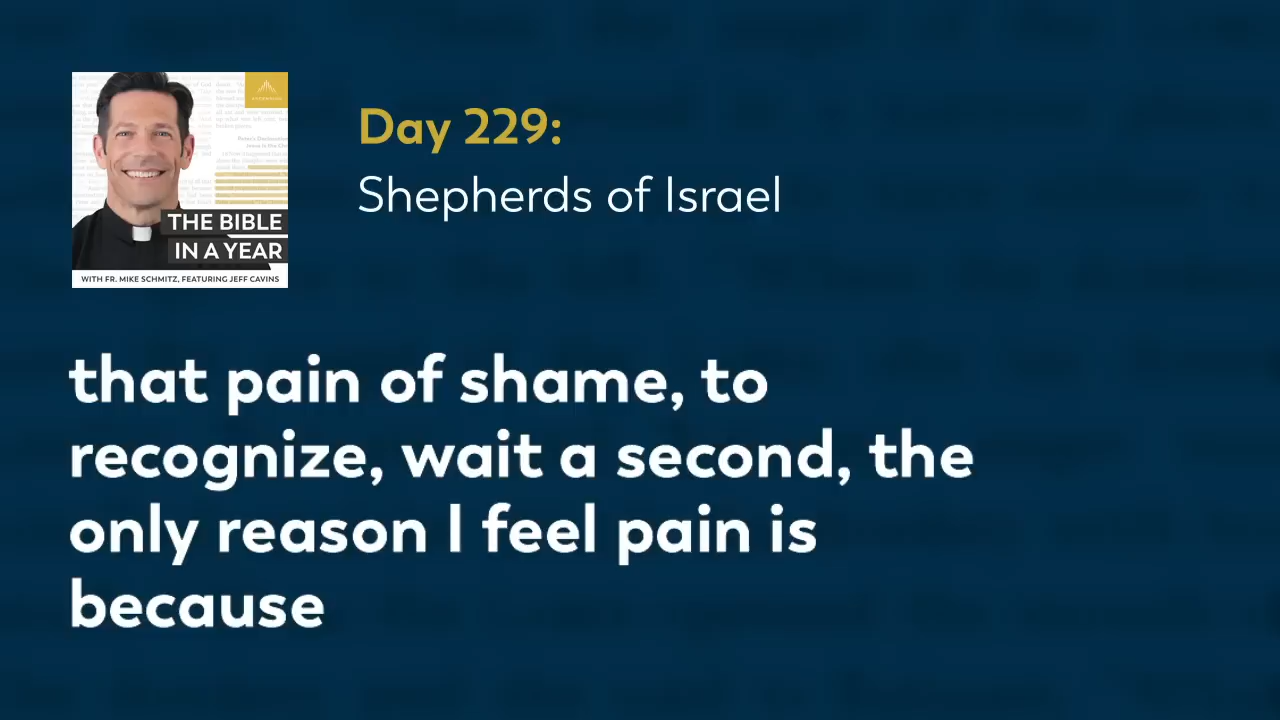 Day 229:
Shepherds of Israel
THE BIBLE
IN A YEAR
WITH FR. MIKE SCHMITZ, FEATURING JEFF CAVINS
that pain of shame, to
recognize, wait a second, the
only reason I feel pain is
because